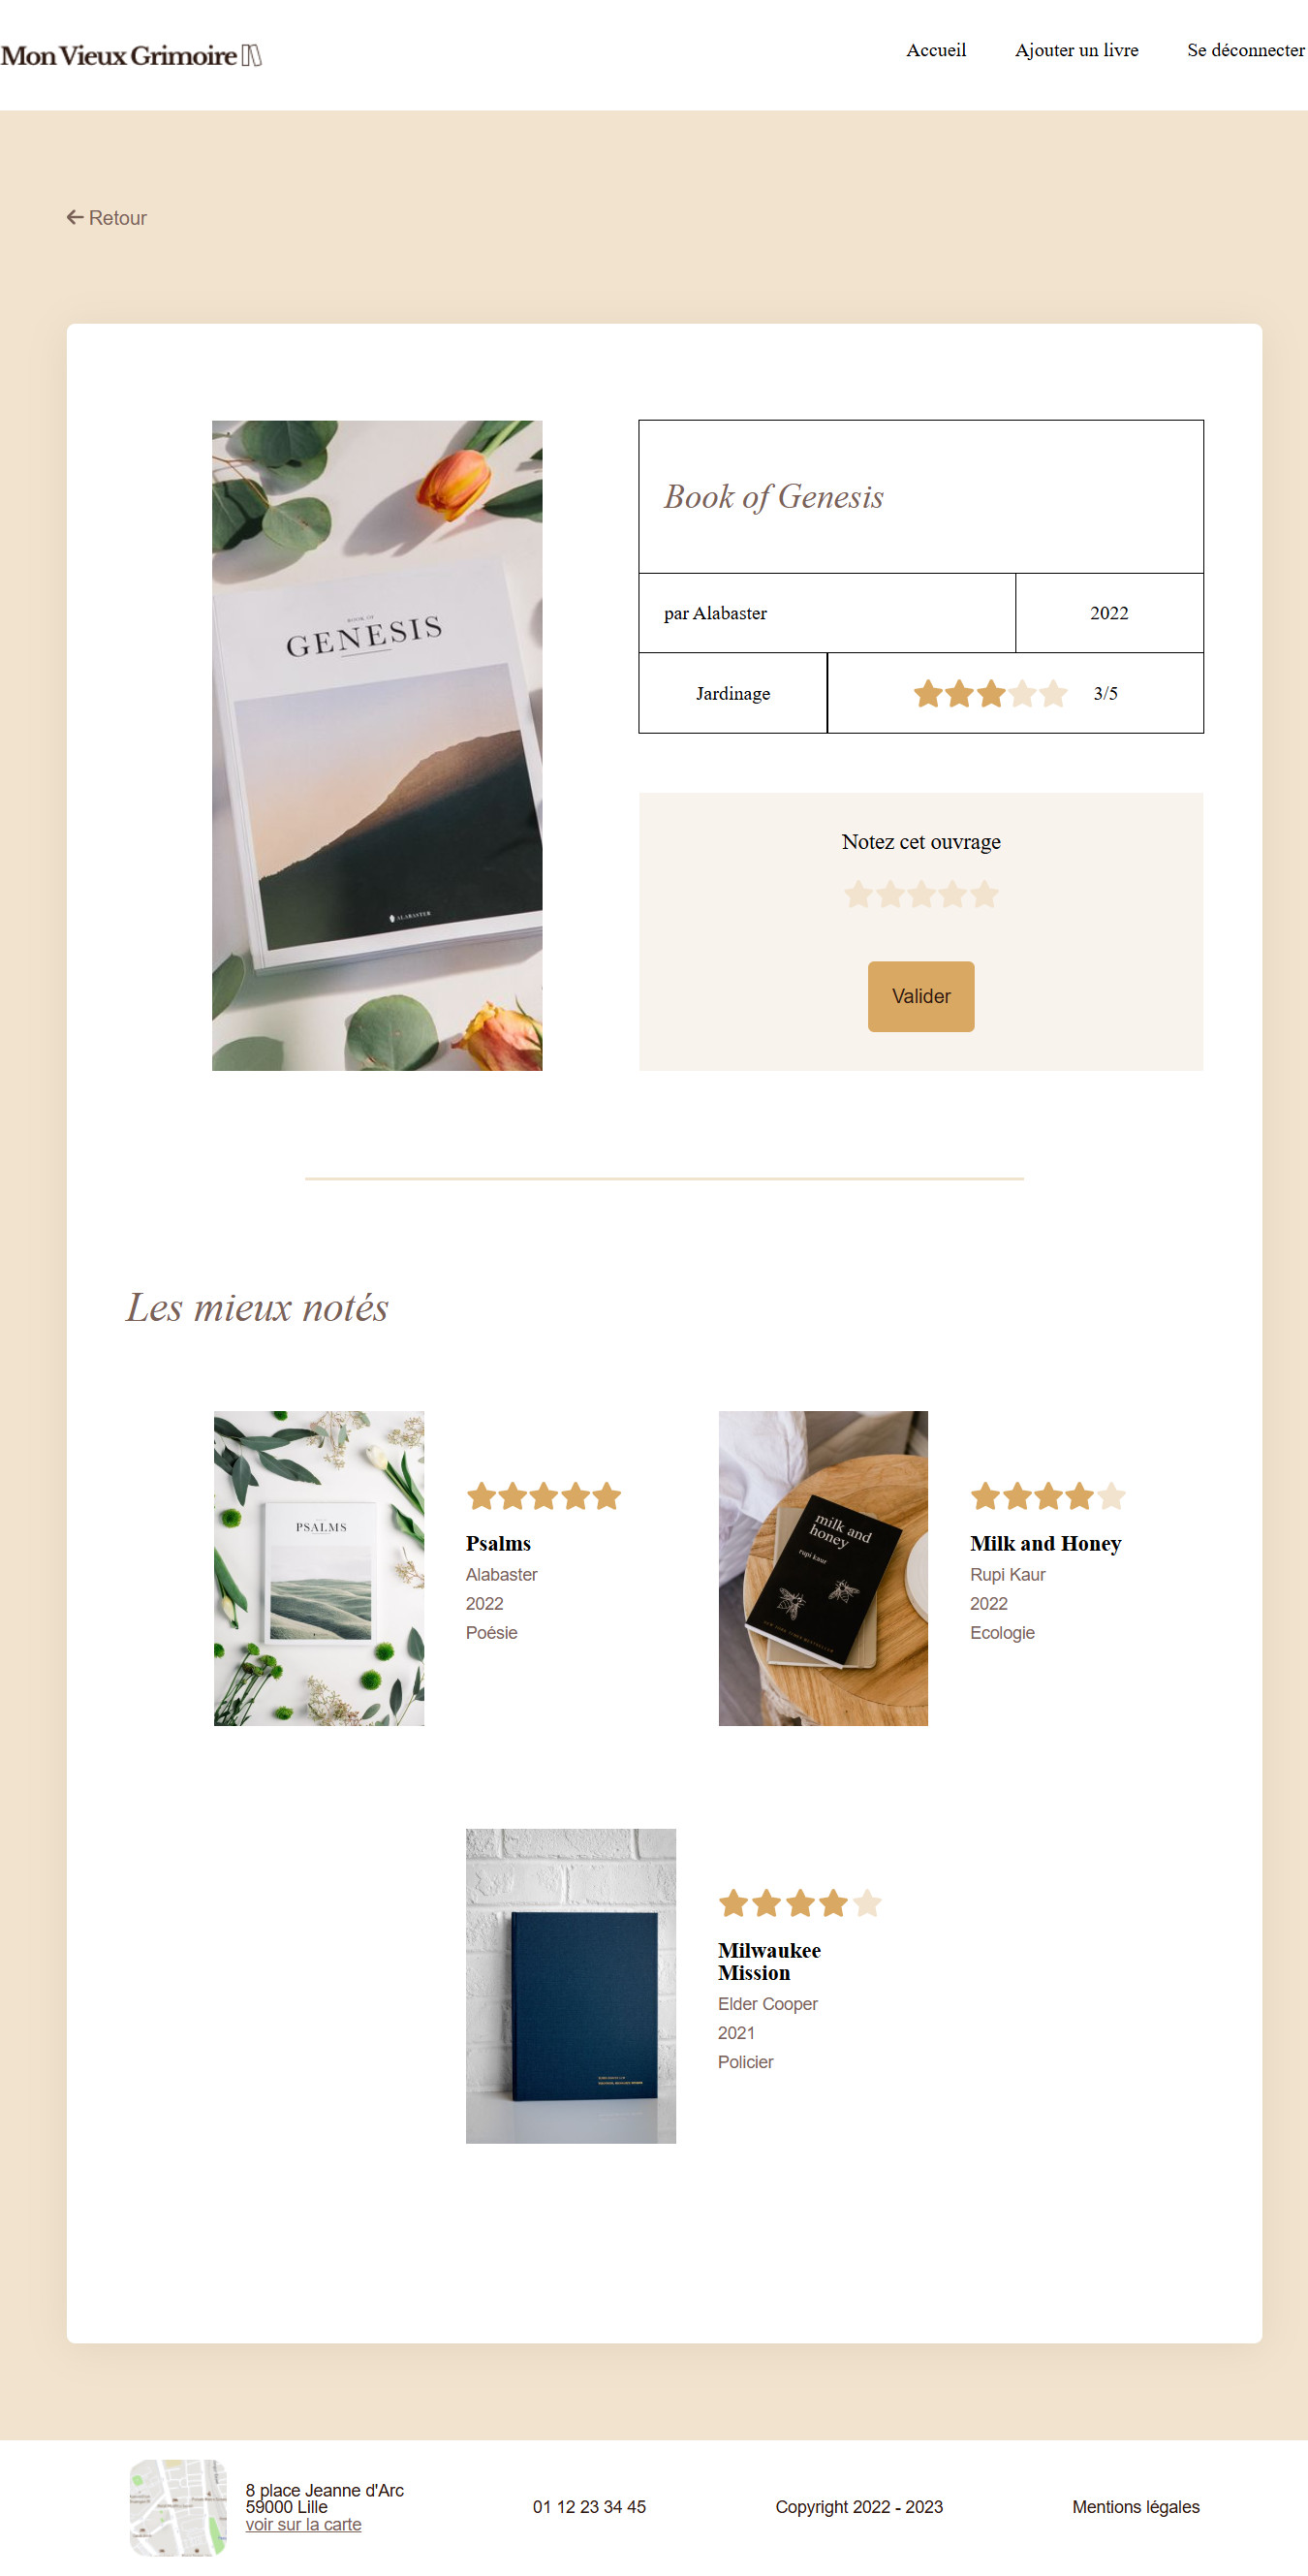 Mon Vieux Grimoire
Accueil
Ajouter un livre
Se déconnecter
Retour
BOOK OF
GENESIS
ALABASTER
Book of Genesis
par Alabaster
2022
Jardinage
3/5
Notez cet ouvrage
Valider
Les mieux notés
PSALMS
Psalms
Alabaster
2022
Poésie
milk and
honey
rupi kaur
Milk and Honey
Rupi Kaur
2022
Ecologie
Milwaukee
Mission
Elder Cooper
2021
Policier
8 place Jeanne d'Arc
59000 Lille
voir sur la carte
01 12 23 34 45
Copyright 2022 - 2023
Mentions légales